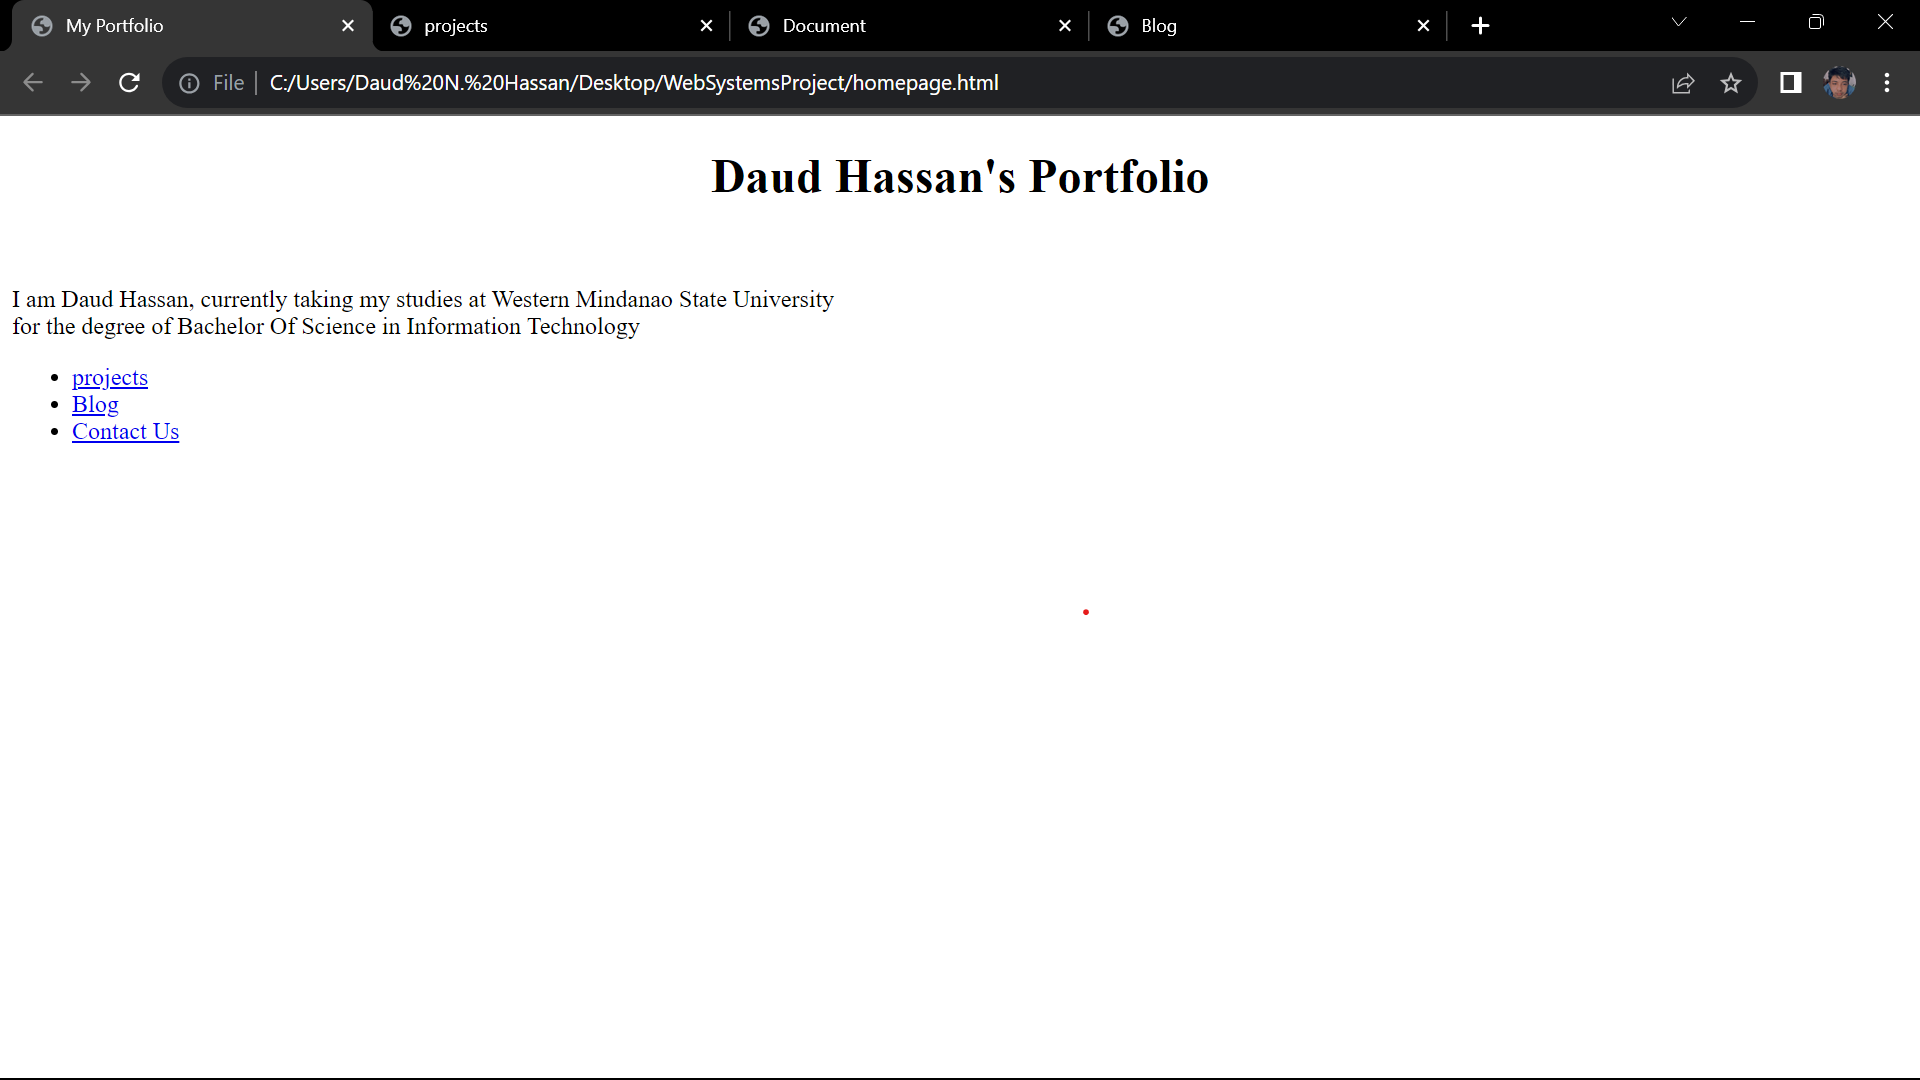 My Portfolio
projects
Document
Blog
File
C:/Users/Daud%20N.%20Hassan/Desktop/WebSystemsProject/homepage.html
Daud Hassan's Portfolio
I am Daud Hassan, currently taking my studies at Western Mindanao State University
for the degree of Bachelor Of Science in Information Technology
projects
Blog
Contact Us